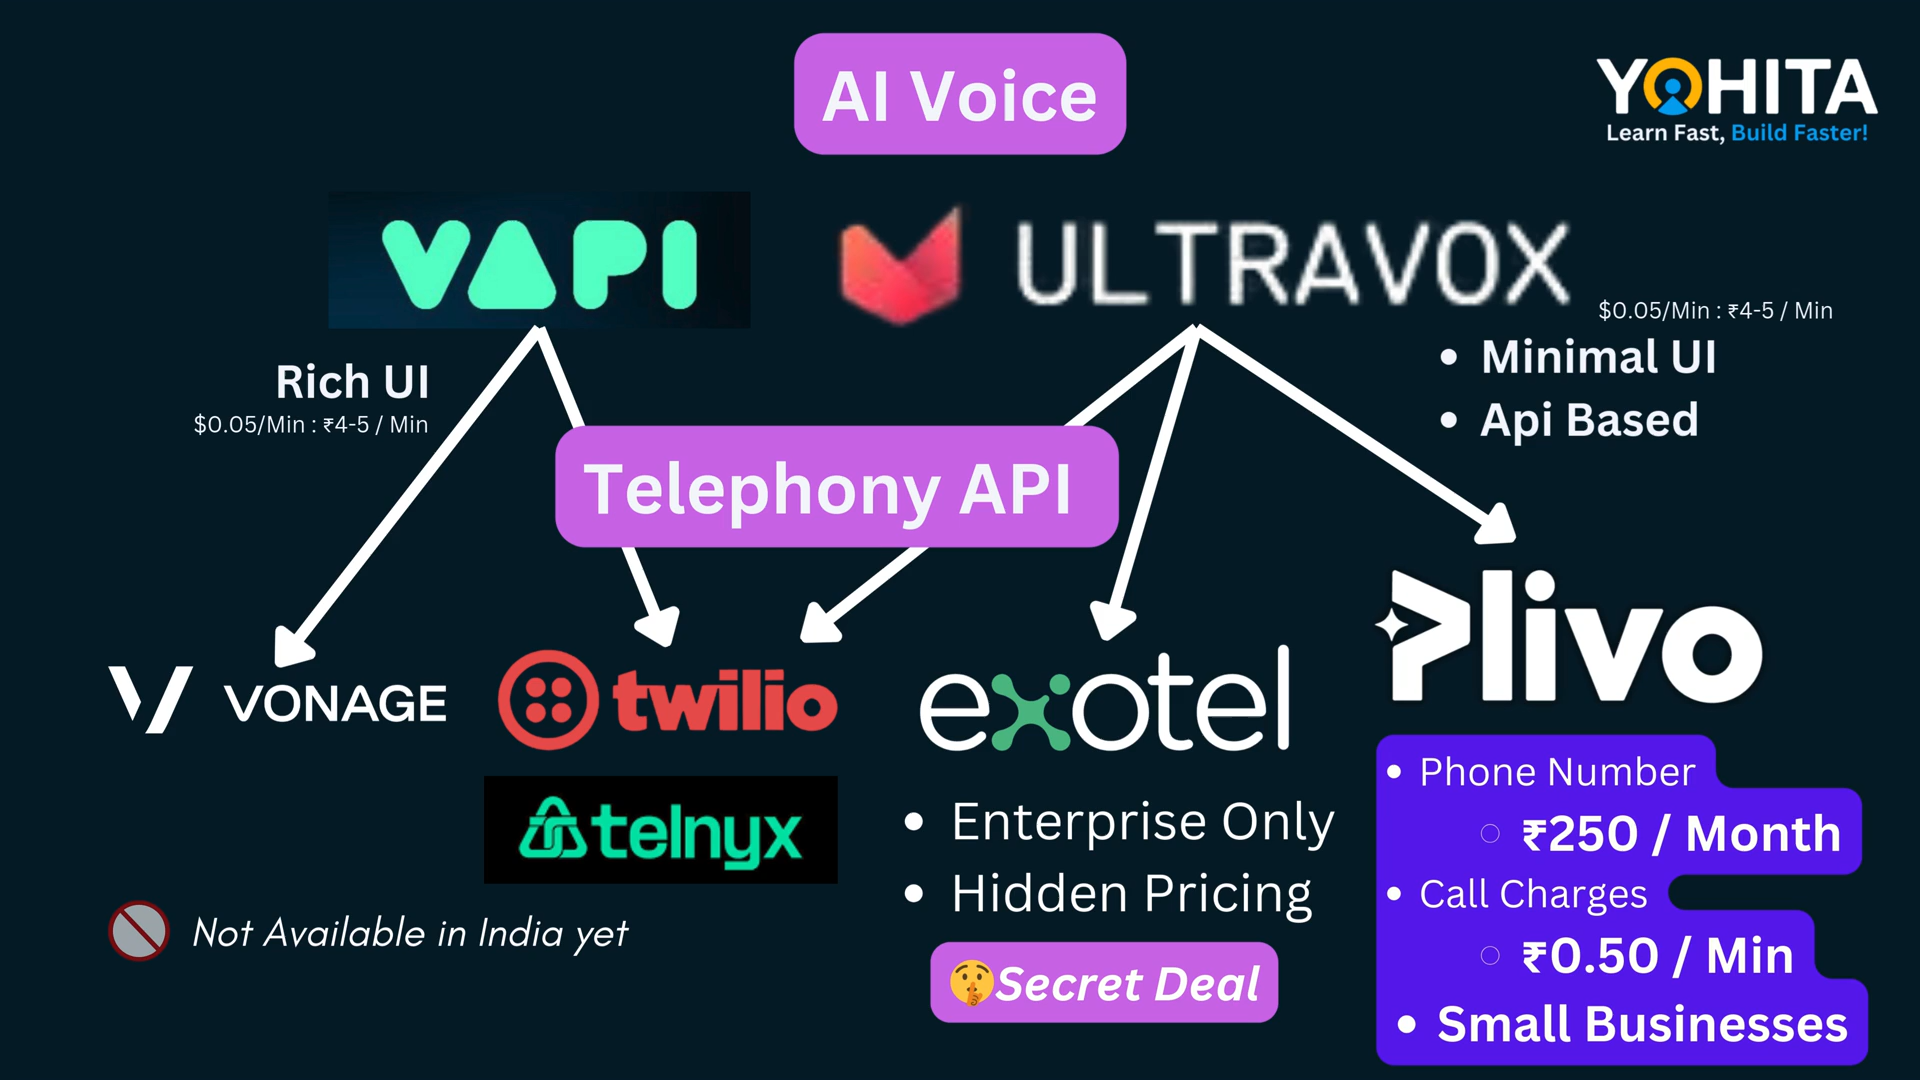 AI Voice
YOHITA
Learn Fast, Build Faster!
VAPI
ULTRAVOX
$0.05/Min : ₹4-5 / Min
Rich UI
$0.05/Min : ₹4-5 / Min
• Minimal UI
• Api Based
Telephony API
VONAGE
twilio
exotel
Plivo
telnyx
• Enterprise Only
• Hidden Pricing
🤫Secret Deal
• Phone Number
○ ₹250 / Month
• Call Charges
○ ₹0.50 / Min
• Small Businesses
Not Available in India yet